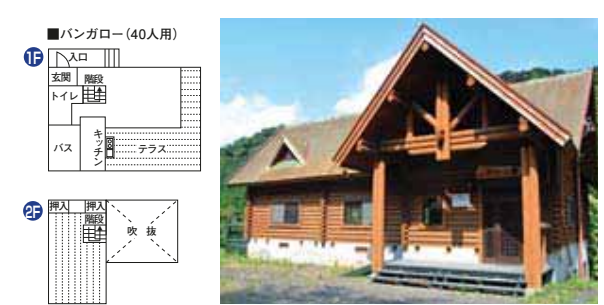 ■バンガロー（40人用）
1F
入口
玄関
階段
トイレ
バス
キッチン
テラス
2F
押入
押入
階段
吹抜